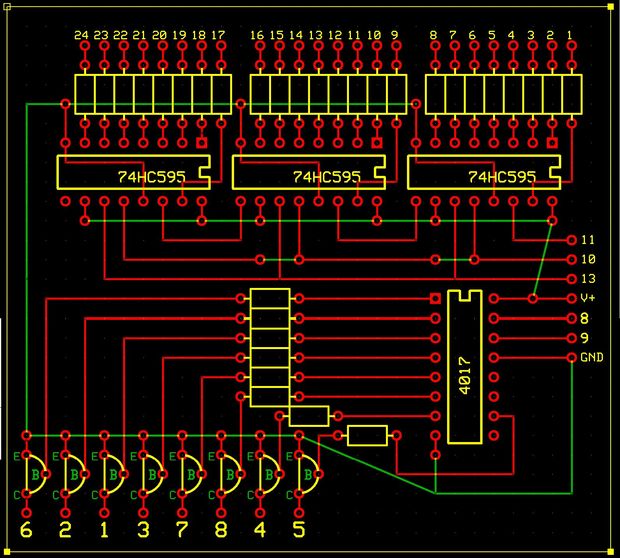 24 23 22 21 20 19 18 17 16 15 14 13 12 11 10 9 8 7 6 5 4 3 2 1
74HC595 74HC595 74HC595
11
10
13
V+
8
9
GND
4017
E E E E E E E E
B B B B B B B B
C C C C C C C C
6 2 1 3 7 8 4 5